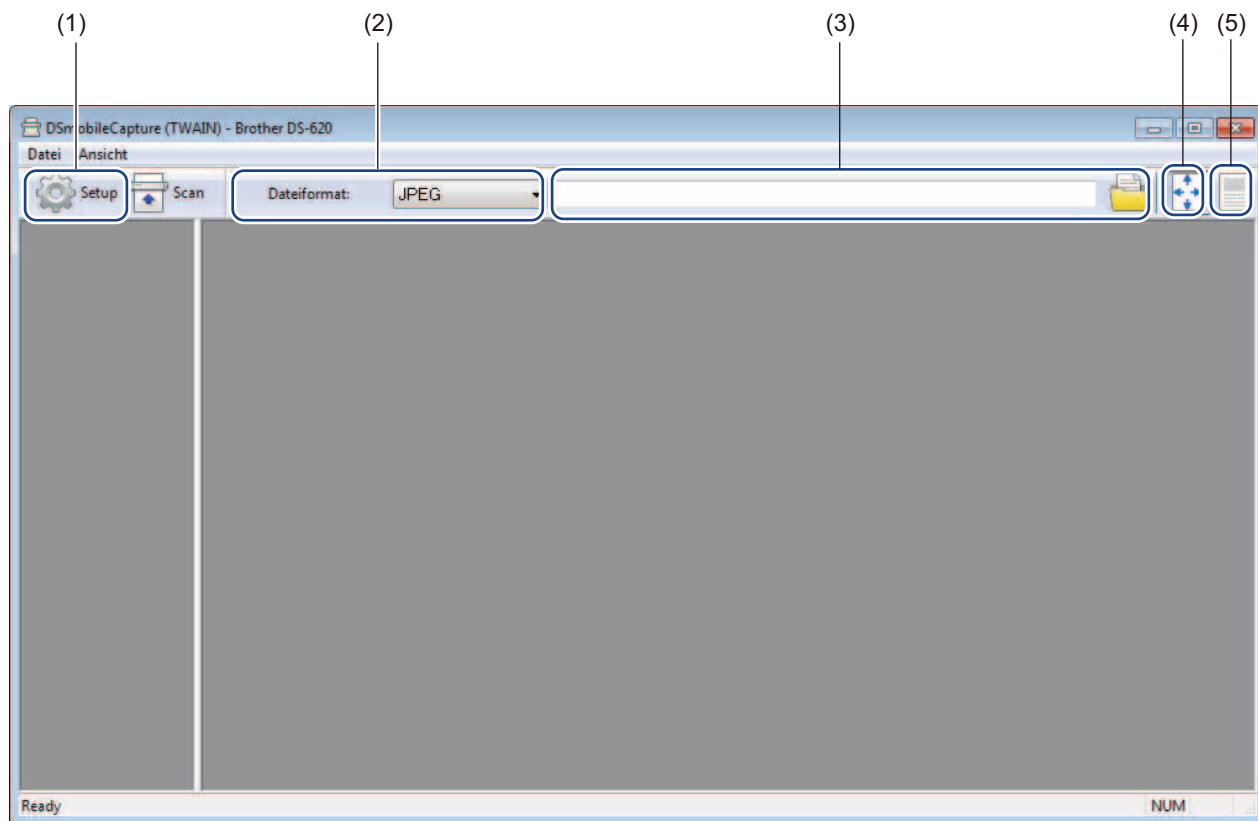 (1) (2) (3) (4) (5)
DSmobileCapture (TWAIN) - Brother DS-620
Datei Ansicht
Setup Scan Dateiformat: JPEG
Ready NUM